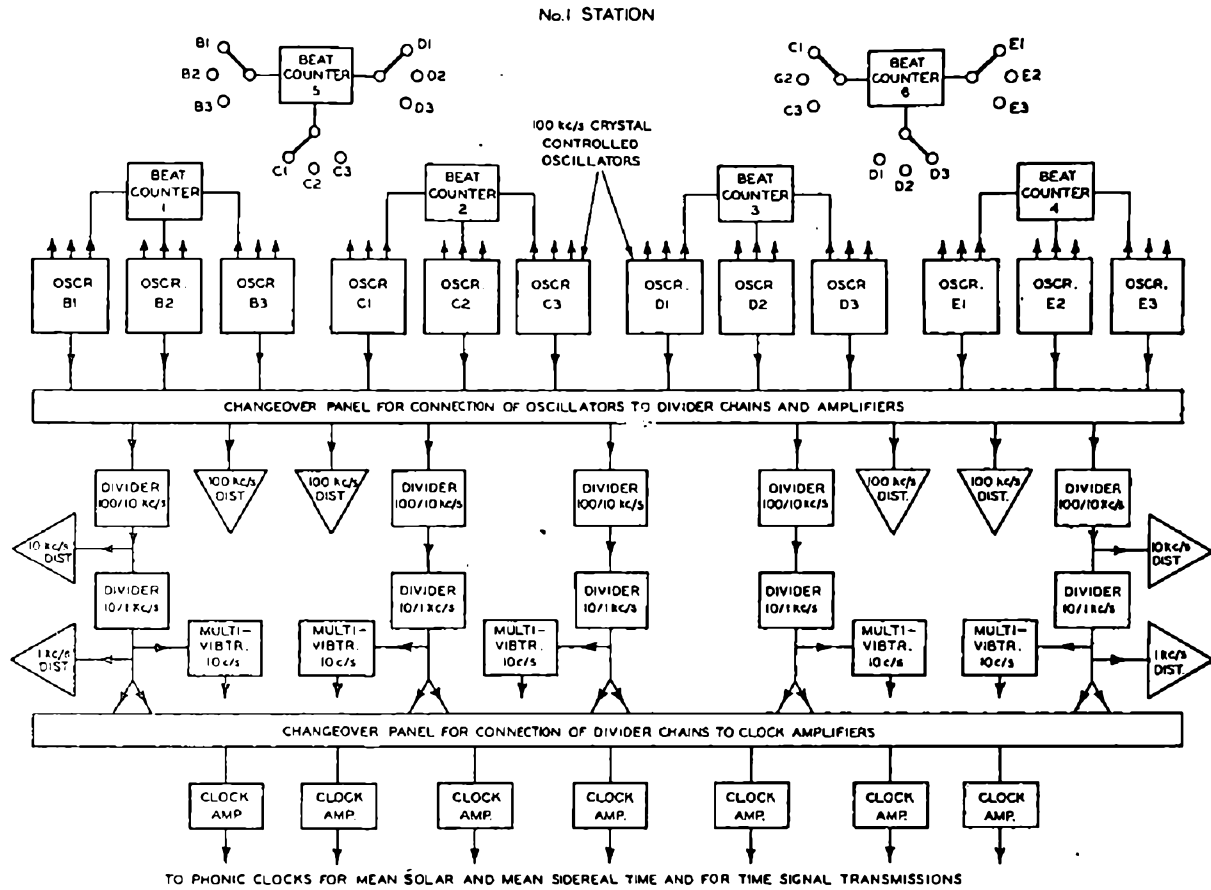 No.1 STATION
B1
B2
B3
BEAT
COUNTER
5
D1
D2
D3
C1
C2
C3
C1
G2
C3
BEAT
COUNTER
6
E1
E2
E3
D1
D2
D3
100 kc/s CRYSTAL
CONTROLLED
OSCILLATORS
BEAT
COUNTER
1
BEAT
COUNTER
2
BEAT
COUNTER
3
BEAT
COUNTER
4
OSCR
B1
OSCR.
B2
OSCR
B3
OSCR
C1
OSCR.
C2
OSCR.
C3
OSCR.
D1
OSCR.
D2
OSCR
D3
OSCR.
E1
OSCR.
E2
OSCR.
E3
CHANGEOVER PANEL FOR CONNECTION OF OSCILLATORS TO DIVIDER CHAINS AND AMPLIFIERS
DIVIDER
100/10 kc/s
100 kc/s
DIST
100 kc/s
DIST.
DIVIDER
100/10 kc/s
DIVIDER
100/10 kc/s
DIVIDER
100/10 kc/s
100 kc/s
DIST.
100 kc/s
DIST.
DIVIDER
100/10 kc/s
10 kc/s
DIST
10 kc/s
DIST
DIVIDER
10/1 kc/s
DIVIDER
10/1 kc/s
DIVIDER
10/1 kc/s
DIVIDER
10/1 kc/s
DIVIDER
10/1 kc/s
1 kc/s
DIST
MULTI-
VIBTR.
10 c/s
MULTI-
VIBTR.
10 c/s
MULTI-
VIBTR.
10 c/s
MULTI-
VIBTR.
10 c/s
MULTI-
VIBTR.
10 c/s
1 kc/s
DIST.
CHANGEOVER PANEL FOR CONNECTION OF DIVIDER CHAINS TO CLOCK AMPLIFIERS
CLOCK
AMP.
CLOCK
AMP.
CLOCK
AMP.
CLOCK
AMP.
CLOCK
AMP.
CLOCK
AMP.
CLOCK
AMP.
TO PHONIC CLOCKS FOR MEAN SOLAR AND MEAN SIDEREAL TIME AND FOR TIME SIGNAL TRANSMISSIONS